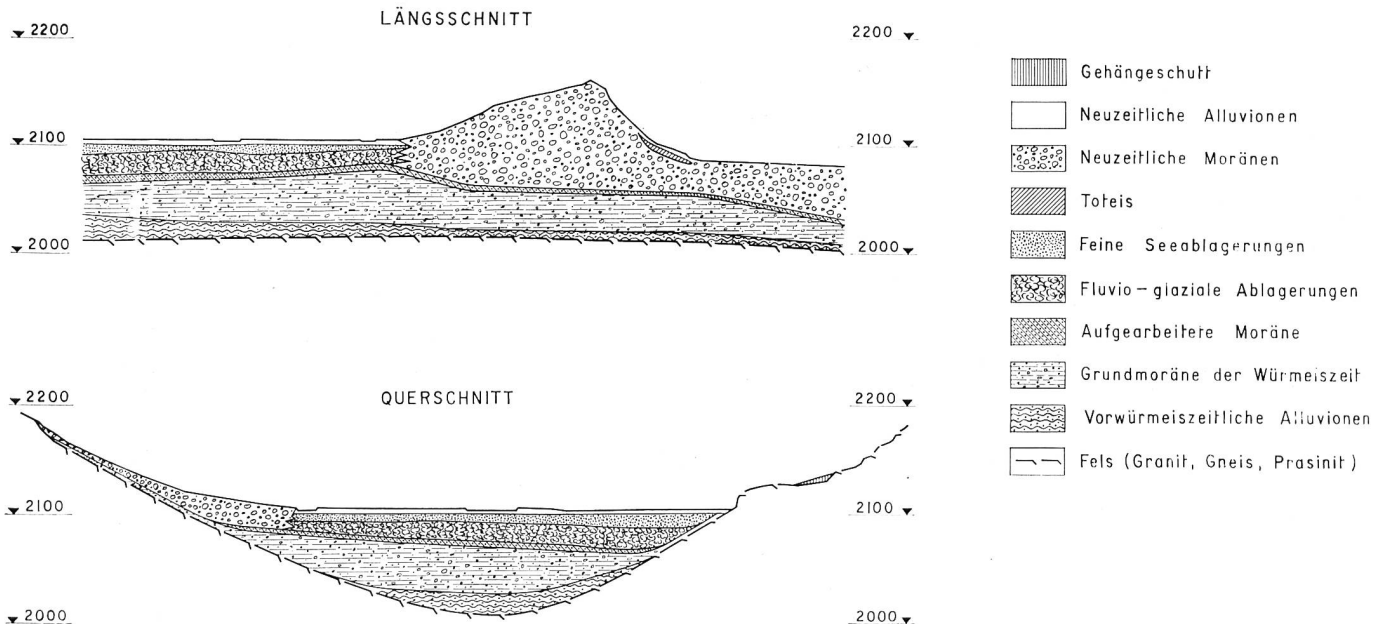 LÄNGSSCHNITT
2200 2200
2100 2100
2000 2000
QUERSCHNITT
2200 2200
2100 2100
2000 2000
Gehängeschutt
Neuzeitliche Alluvionen
Neuzeitliche Moränen
Toteis
Feine Seeablagerungen
Fluvio-glaziale Ablagerungen
Aufgearbeitere Moräne
Grundmoräne der Würmeiszeit
Vorwürmeiszeitliche Alluvionen
Fels (Granit, Gneis, Prasinit)